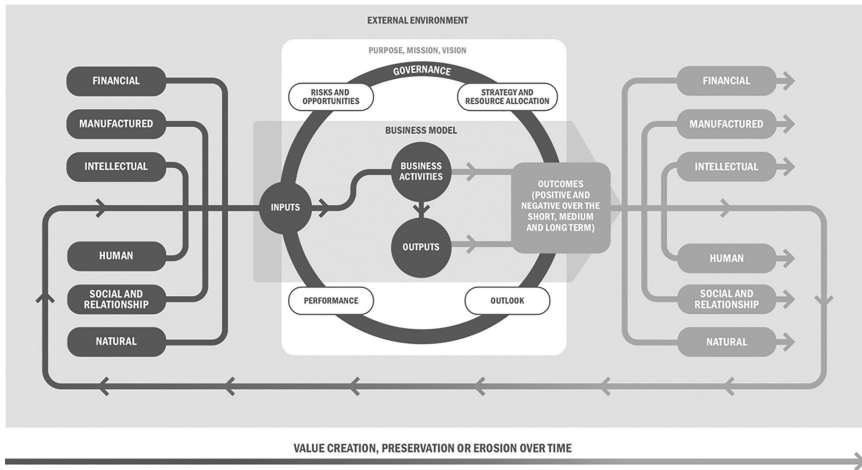 EXTERNAL ENVIRONMENT
PURPOSE, MISSION, VISION
GOVERNANCE
FINANCIAL
MANUFACTURED
INTELLECTUAL
HUMAN
SOCIAL AND
RELATIONSHIP
NATURAL
RISKS AND
OPPORTUNITIES
STRATEGY AND
RESOURCE ALLOCATION
BUSINESS MODEL
INPUTS
BUSINESS
ACTIVITIES
OUTPUTS
OUTCOMES
(POSITIVE AND
NEGATIVE OVER THE
SHORT, MEDIUM
AND LONG TERM)
PERFORMANCE
OUTLOOK
FINANCIAL
MANUFACTURED
INTELLECTUAL
HUMAN
SOCIAL AND
RELATIONSHIP
NATURAL
VALUE CREATION, PRESERVATION OR EROSION OVER TIME